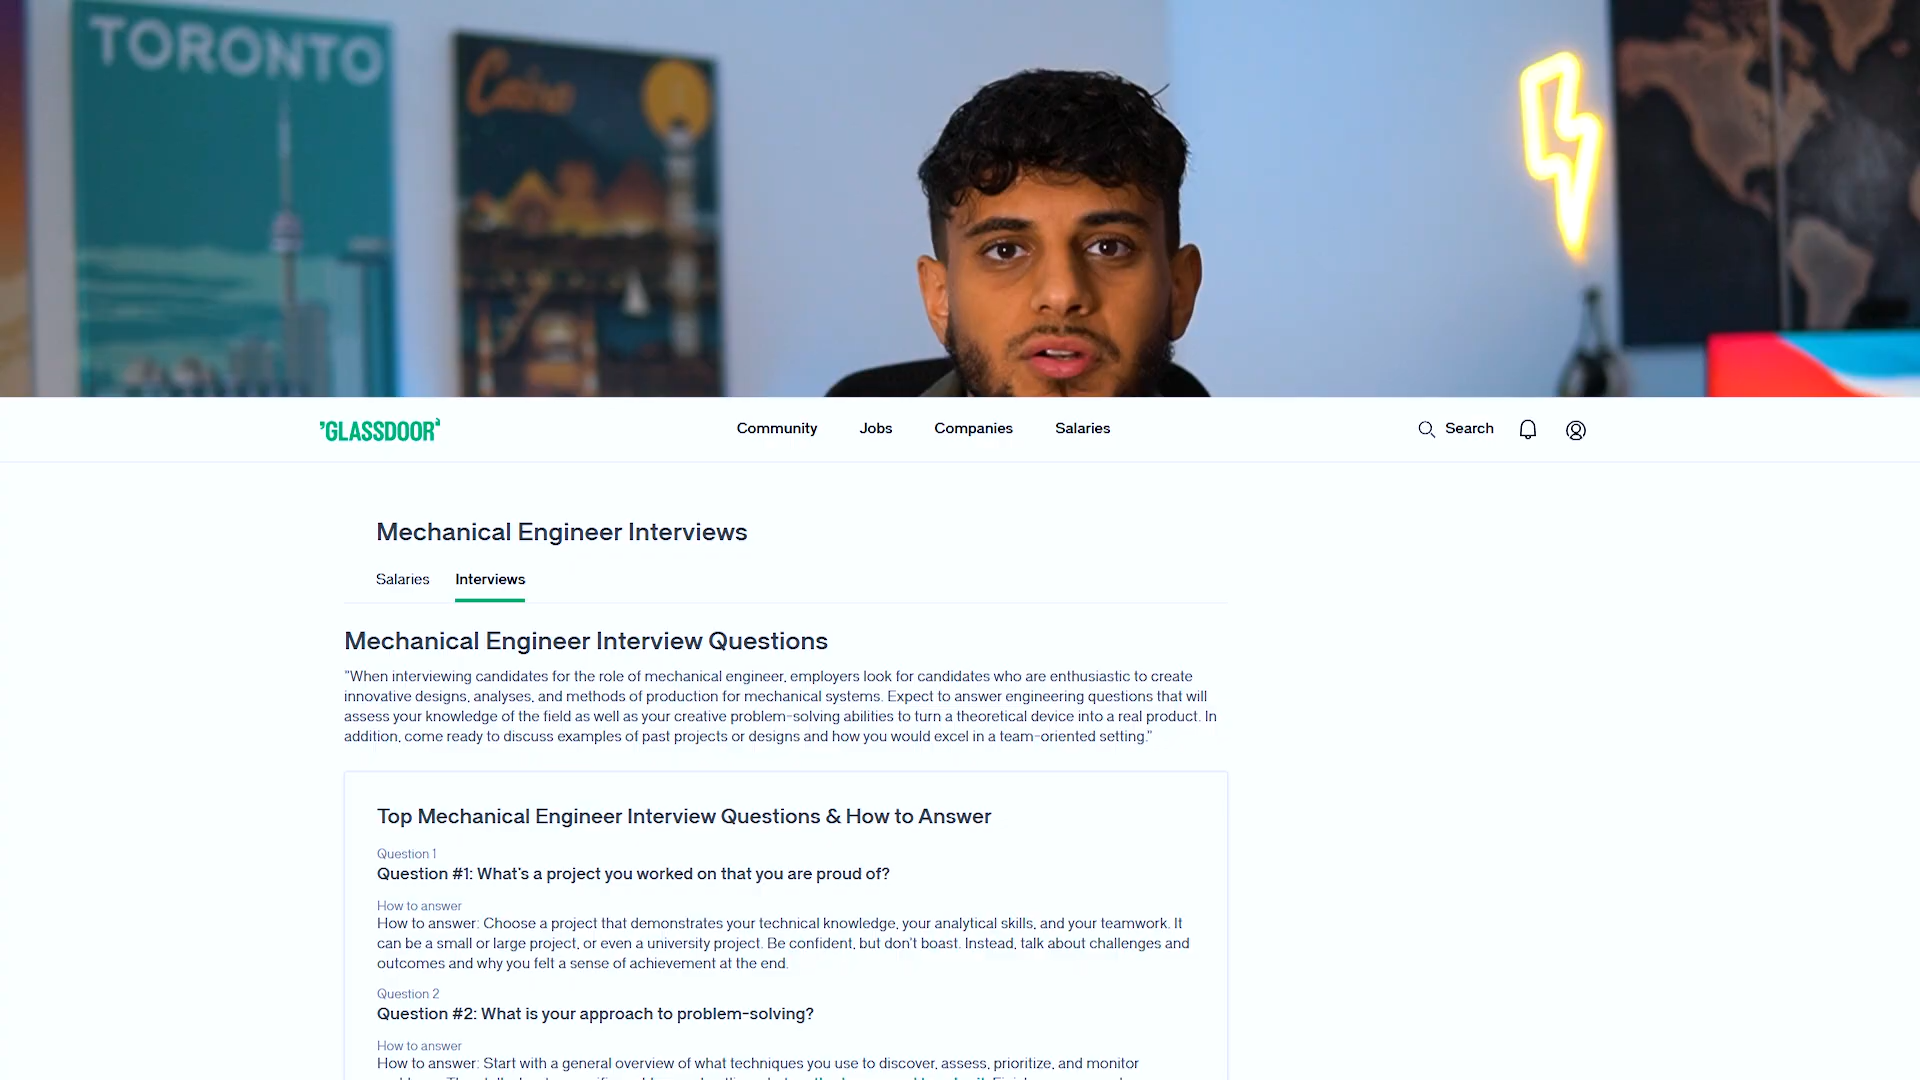 TORONTO
Cairo
GLASSDOOR
Community Jobs Companies Salaries Search
Mechanical Engineer Interviews
Salaries Interviews
Mechanical Engineer Interview Questions
"When interviewing candidates for the role of mechanical engineer, employers look for candidates who are enthusiastic to create
innovative designs, analyses, and methods of production for mechanical systems. Expect to answer engineering questions that will
assess your knowledge of the field as well as your creative problem-solving abilities to turn a theoretical device into a real product. In
addition, come ready to discuss examples of past projects or designs and how you would excel in a team-oriented setting."
Top Mechanical Engineer Interview Questions & How to Answer
Question 1
Question #1: What's a project you worked on that you are proud of?
How to answer
How to answer: Choose a project that demonstrates your technical knowledge, your analytical skills, and your teamwork. It
can be a small or large project, or even a university project. Be confident, but don't boast. Instead, talk about challenges and
outcomes and why you felt a sense of achievement at the end.
Question 2
Question #2: What is your approach to problem-solving?
How to answer
How to answer: Start with a general overview of what techniques you use to discover, assess, prioritize, and monitor